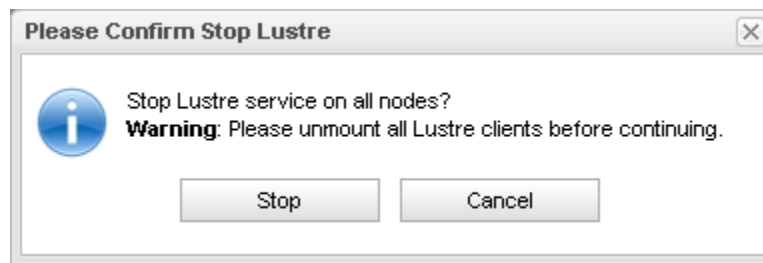 Please Confirm Stop Lustre
Stop Lustre service on all nodes?
Warning: Please unmount all Lustre clients before continuing.
Stop
Cancel